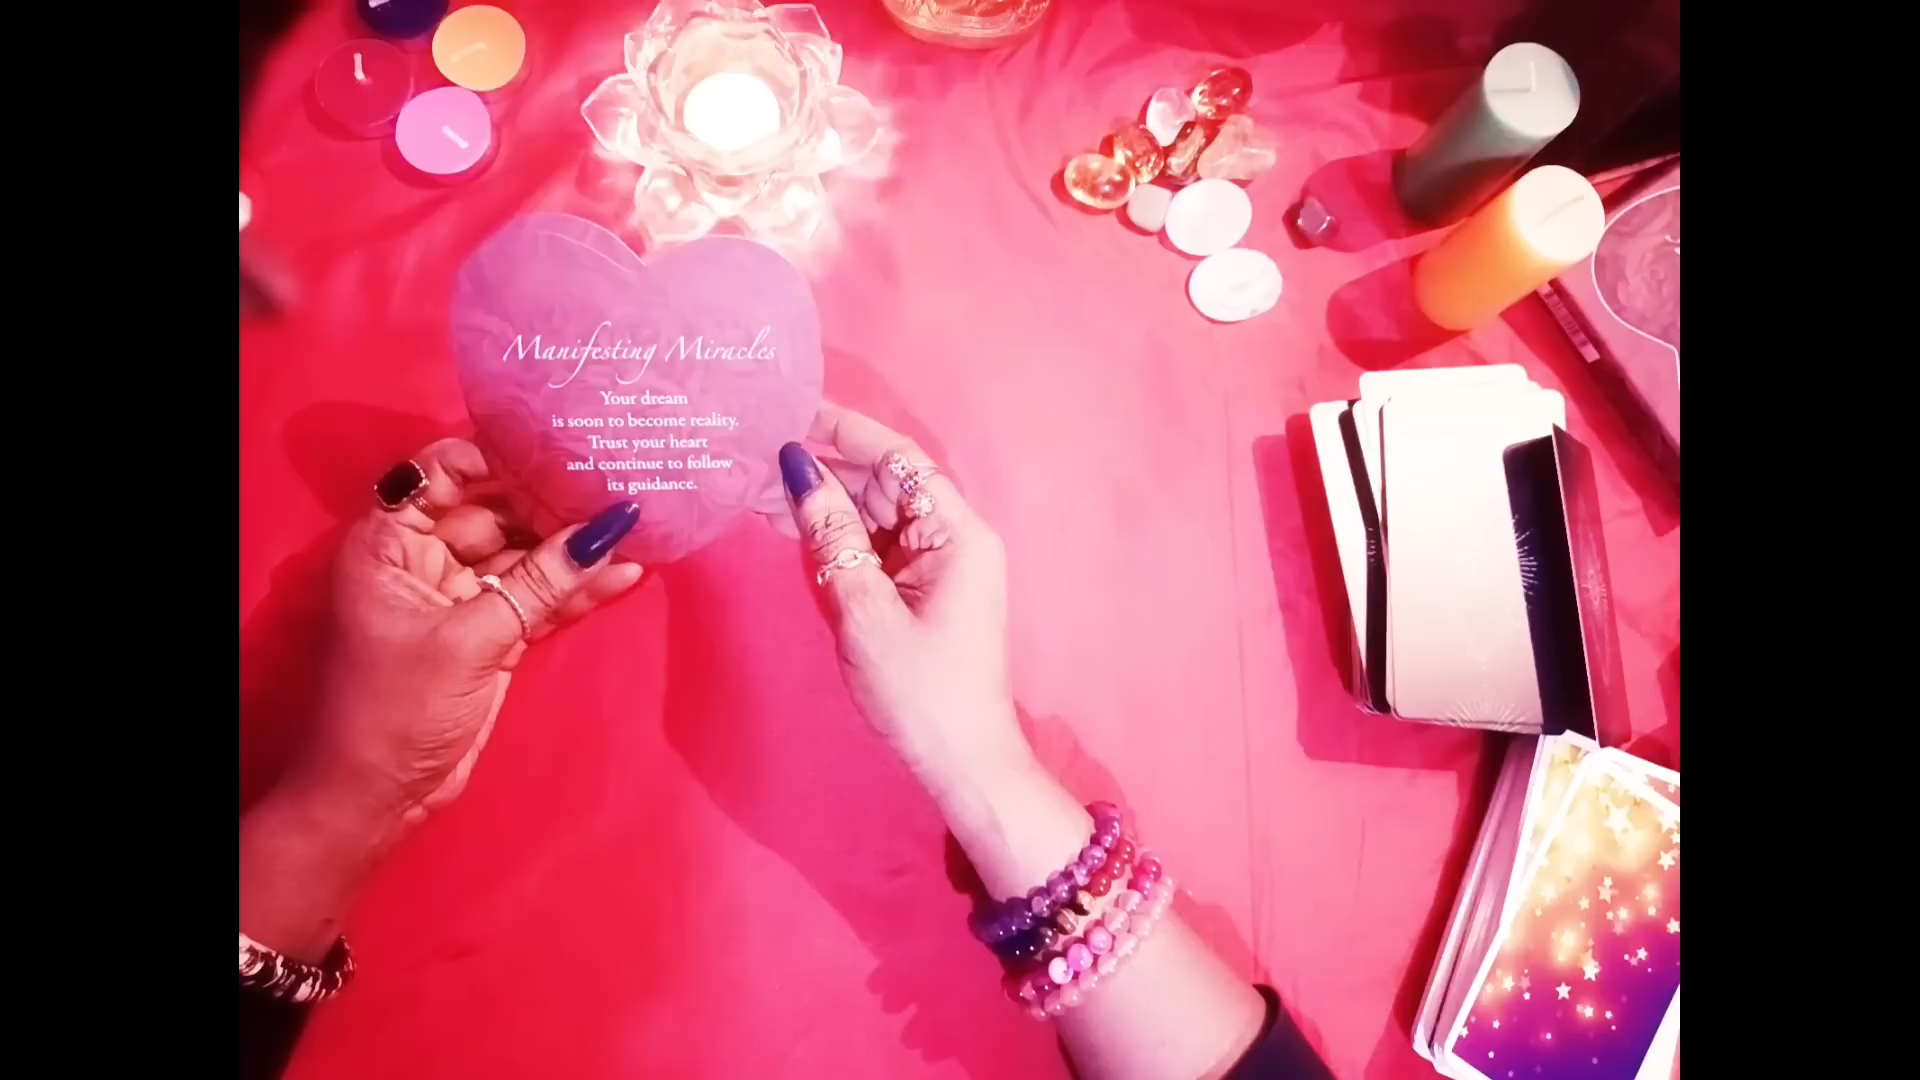 Manifesting Miracles
Your dream
is soon to become reality.
Trust your heart
and continue to follow
its guidance.